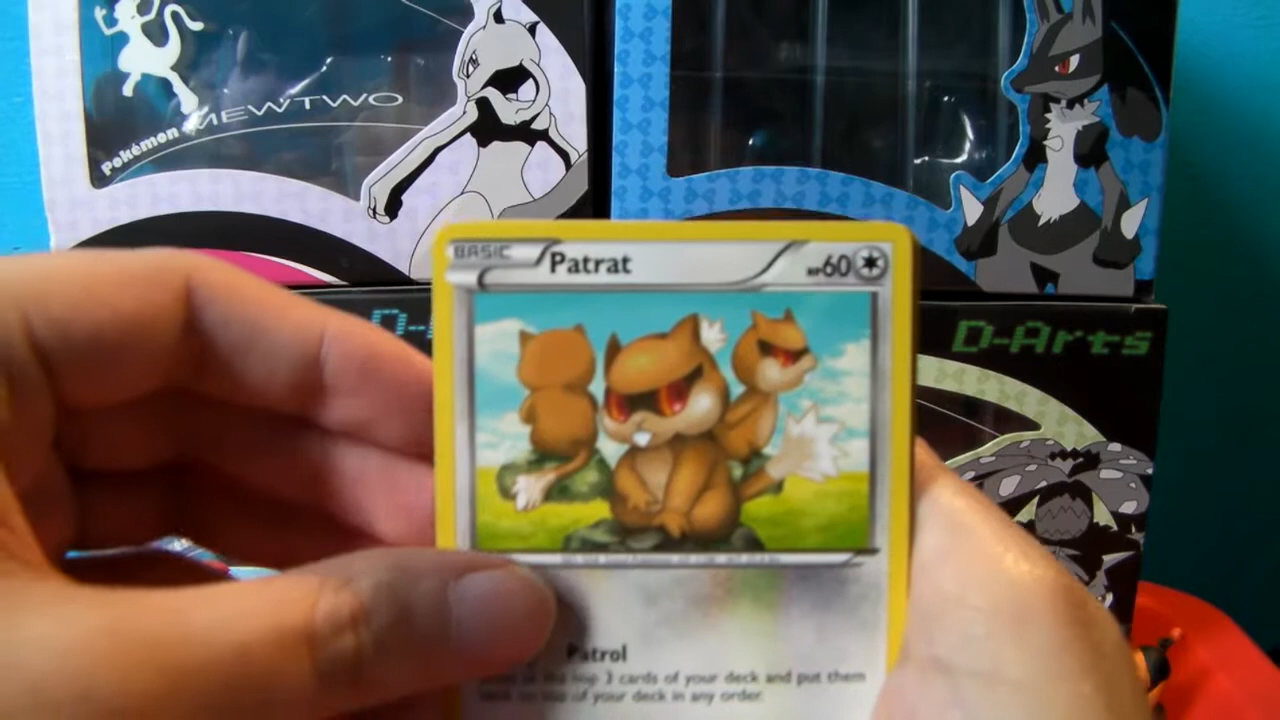 Pokémon MEWTWO
BASIC Patrat HP60
D-Arts
Patrol
top 3 cards of your deck and put them
of your deck in any order.